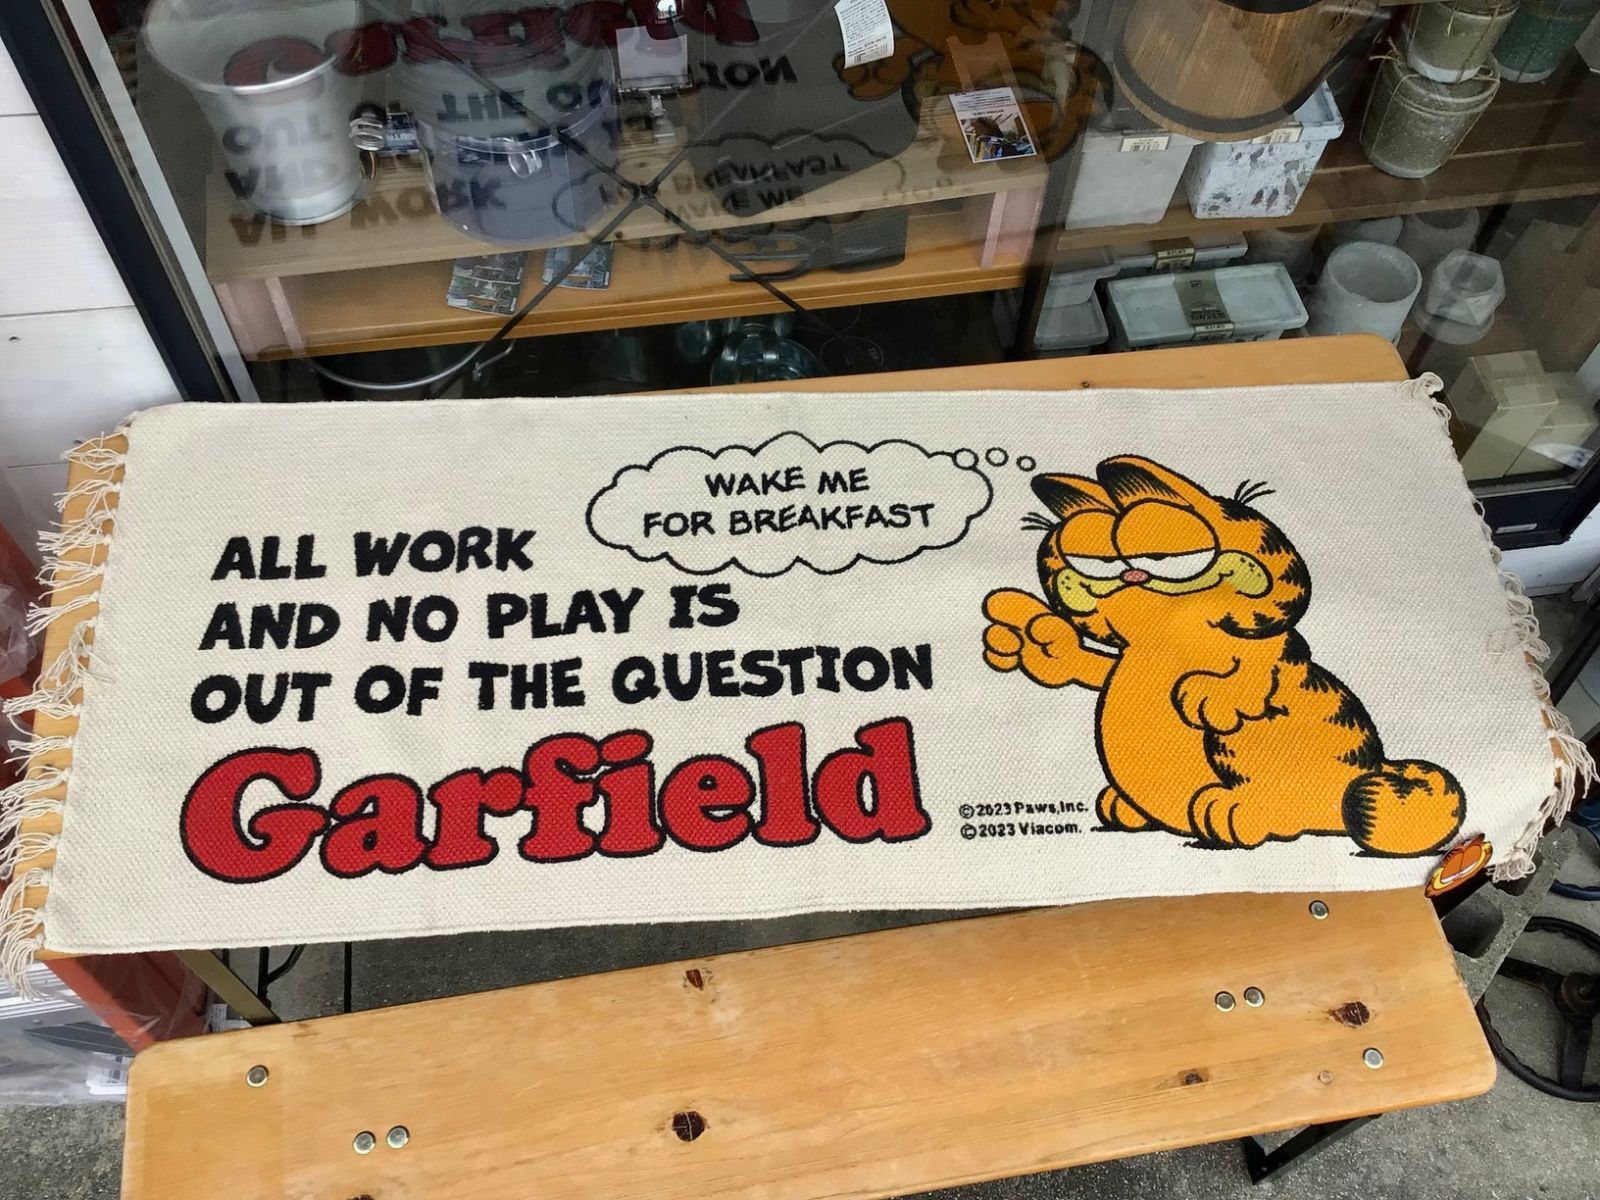 WAKE ME
FOR BREAKFAST
ALL WORK
AND NO PLAY IS
OUT OF THE QUESTION
Garfield
©2023 Paws,Inc.
©2023 Viacom.